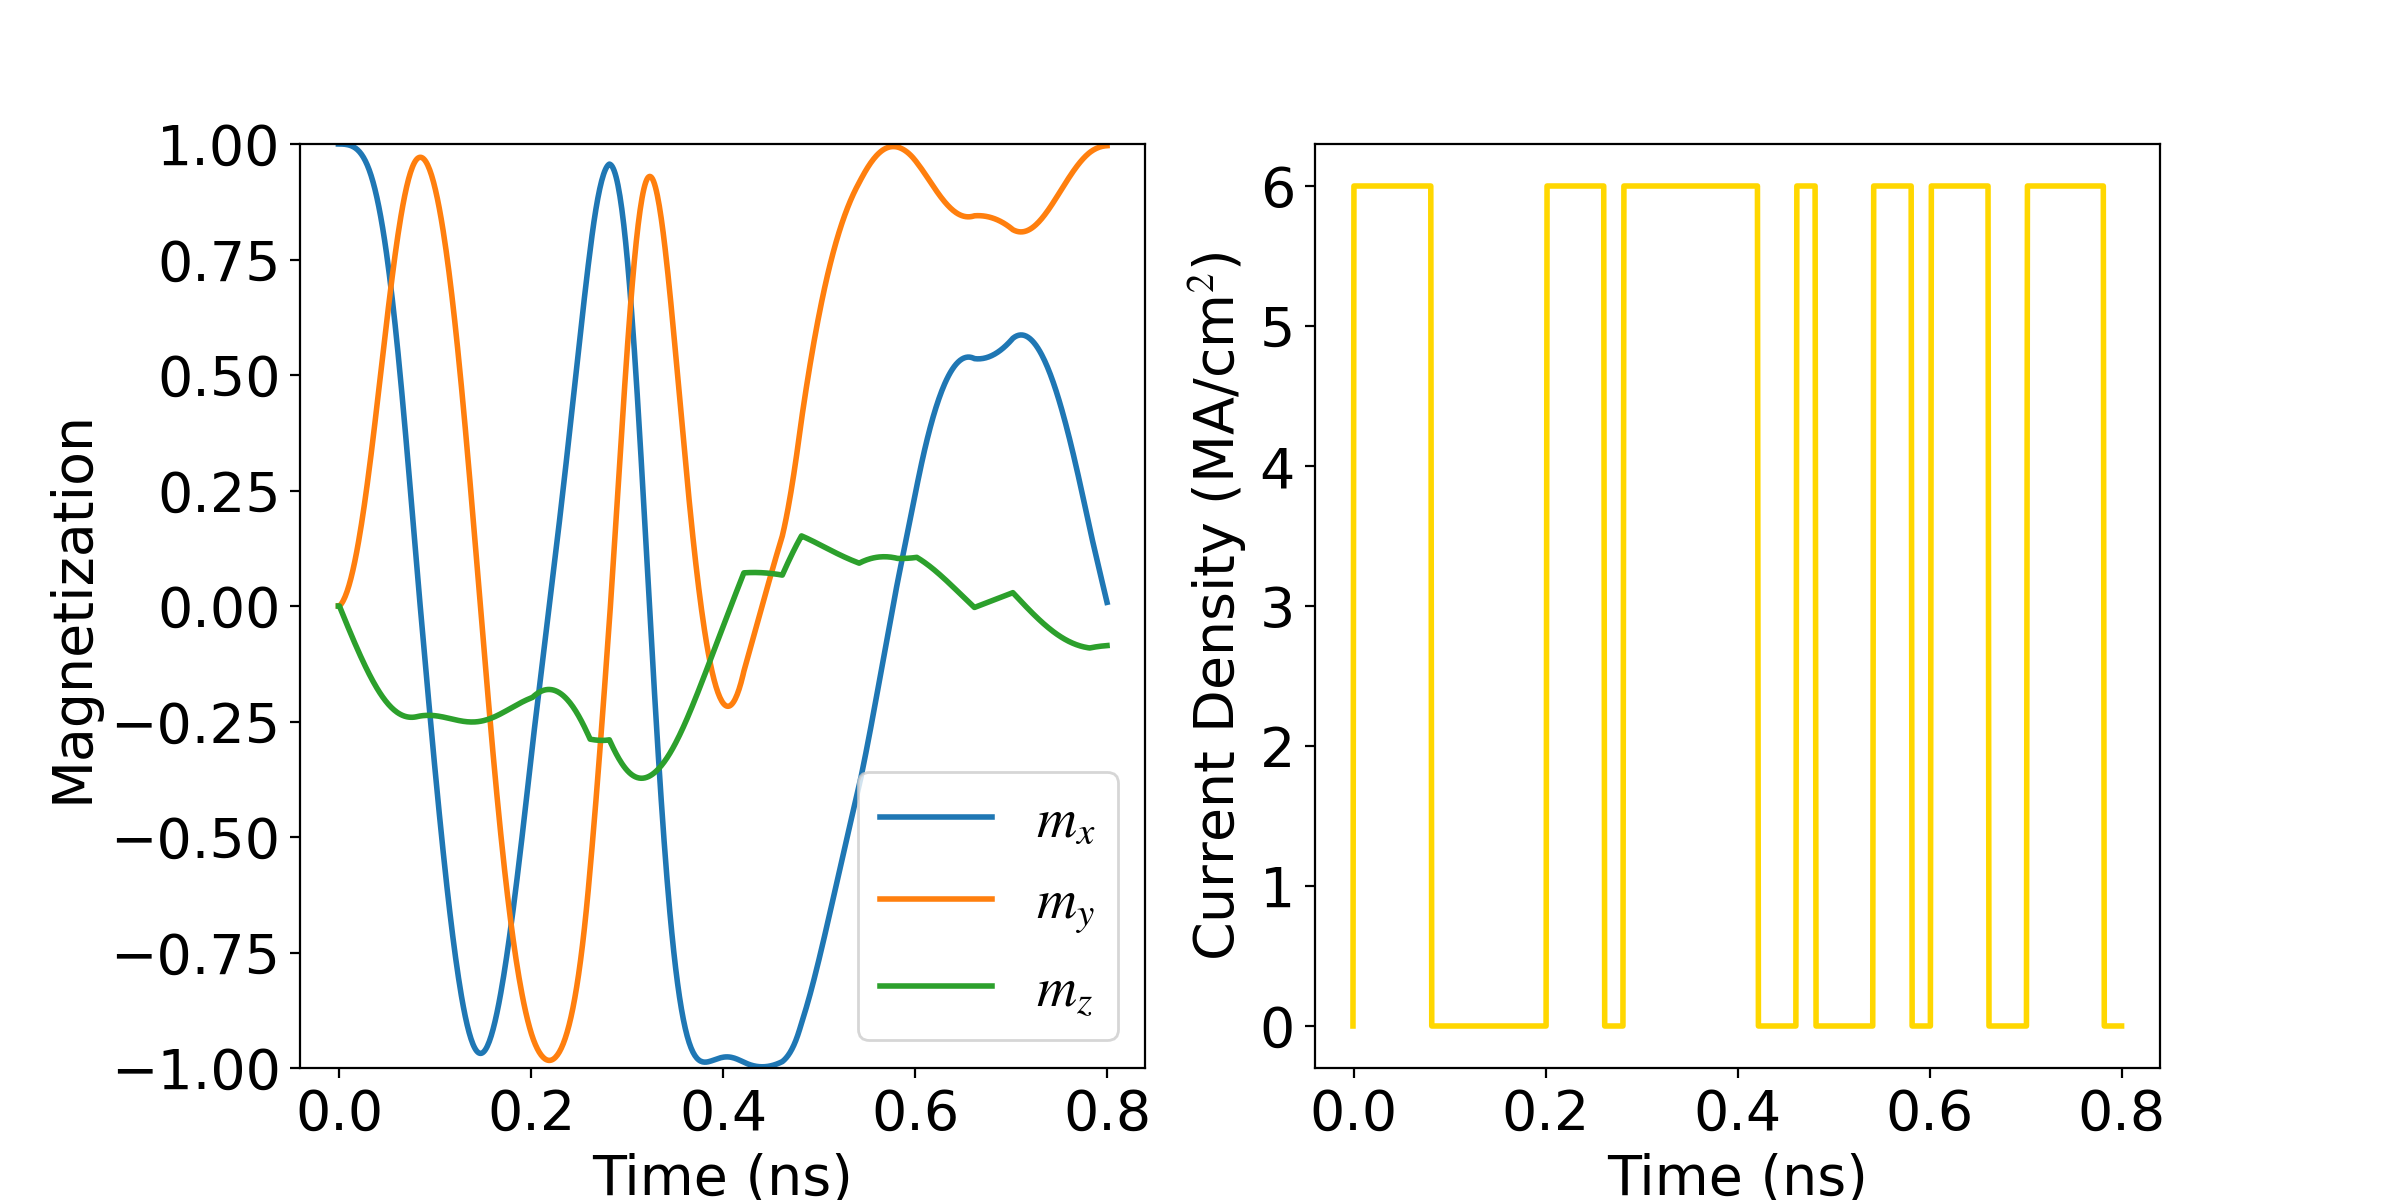 1.00
0.75
0.50
0.25
0.00
−0.25
−0.50
−0.75
−1.00
Magnetization
0.0 0.2 0.4 0.6 0.8
Time (ns)
m_x
m_y
m_z
6
5
4
3
2
1
0
Current Density (MA/cm²)
0.0 0.2 0.4 0.6 0.8
Time (ns)